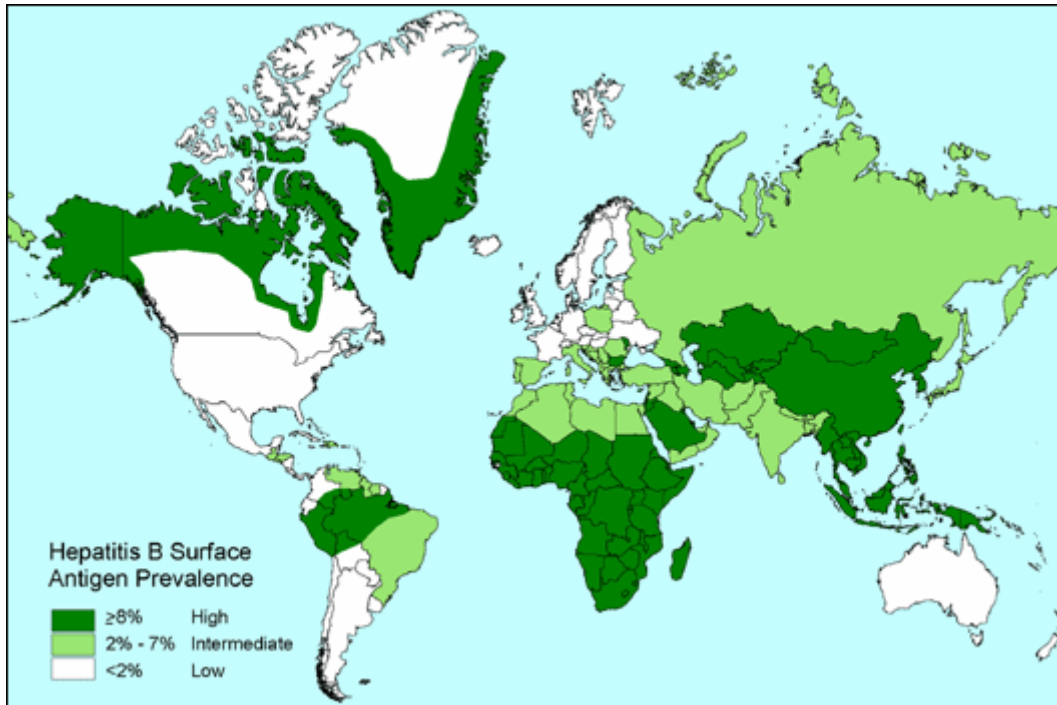 Hepatitis B Surface
Antigen Prevalence
≥8% High
2% - 7% Intermediate
<2% Low